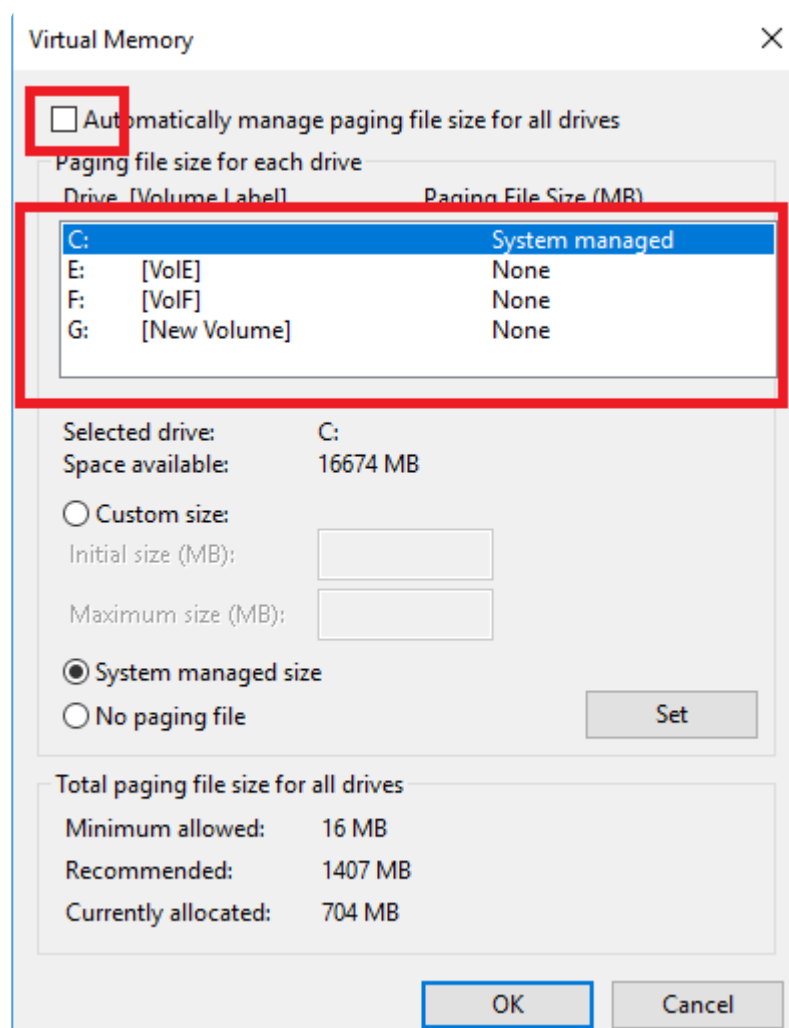 Virtual Memory
Automatically manage paging file size for all drives
Paging file size for each drive
Drive [Volume Label] Paging File Size (MB)
C: System managed
E: [VolE] None
F: [VolF] None
G: [New Volume] None
Selected drive: C:
Space available: 16674 MB
Custom size:
Initial size (MB):
Maximum size (MB):
System managed size
No paging file
Set
Total paging file size for all drives
Minimum allowed: 16 MB
Recommended: 1407 MB
Currently allocated: 704 MB
OK Cancel